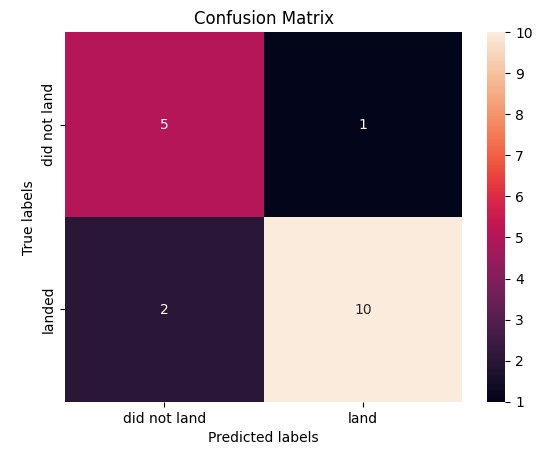 Confusion Matrix
True labels
did not land
landed
5
1
2
10
did not land
land
Predicted labels
10
9
8
7
6
5
4
3
2
1